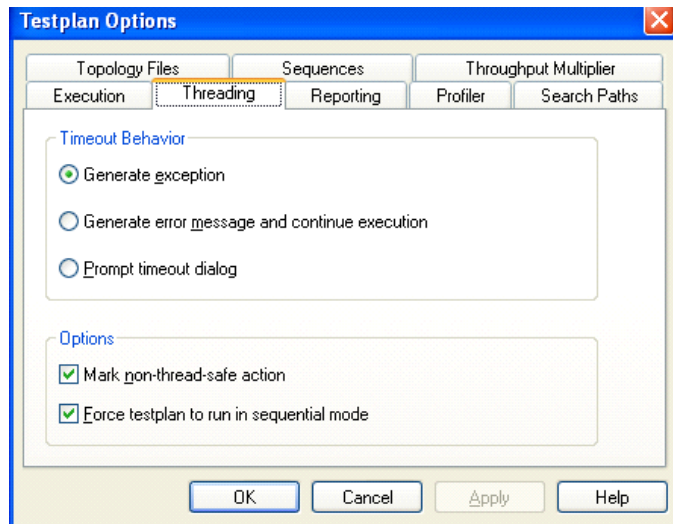 Testplan Options
Topology Files Sequences Throughput Multiplier
Execution Threading Reporting Profiler Search Paths
Timeout Behavior
Generate exception
Generate error message and continue execution
Prompt timeout dialog
Options
Mark non-thread-safe action
Force testplan to run in sequential mode
OK Cancel Apply Help